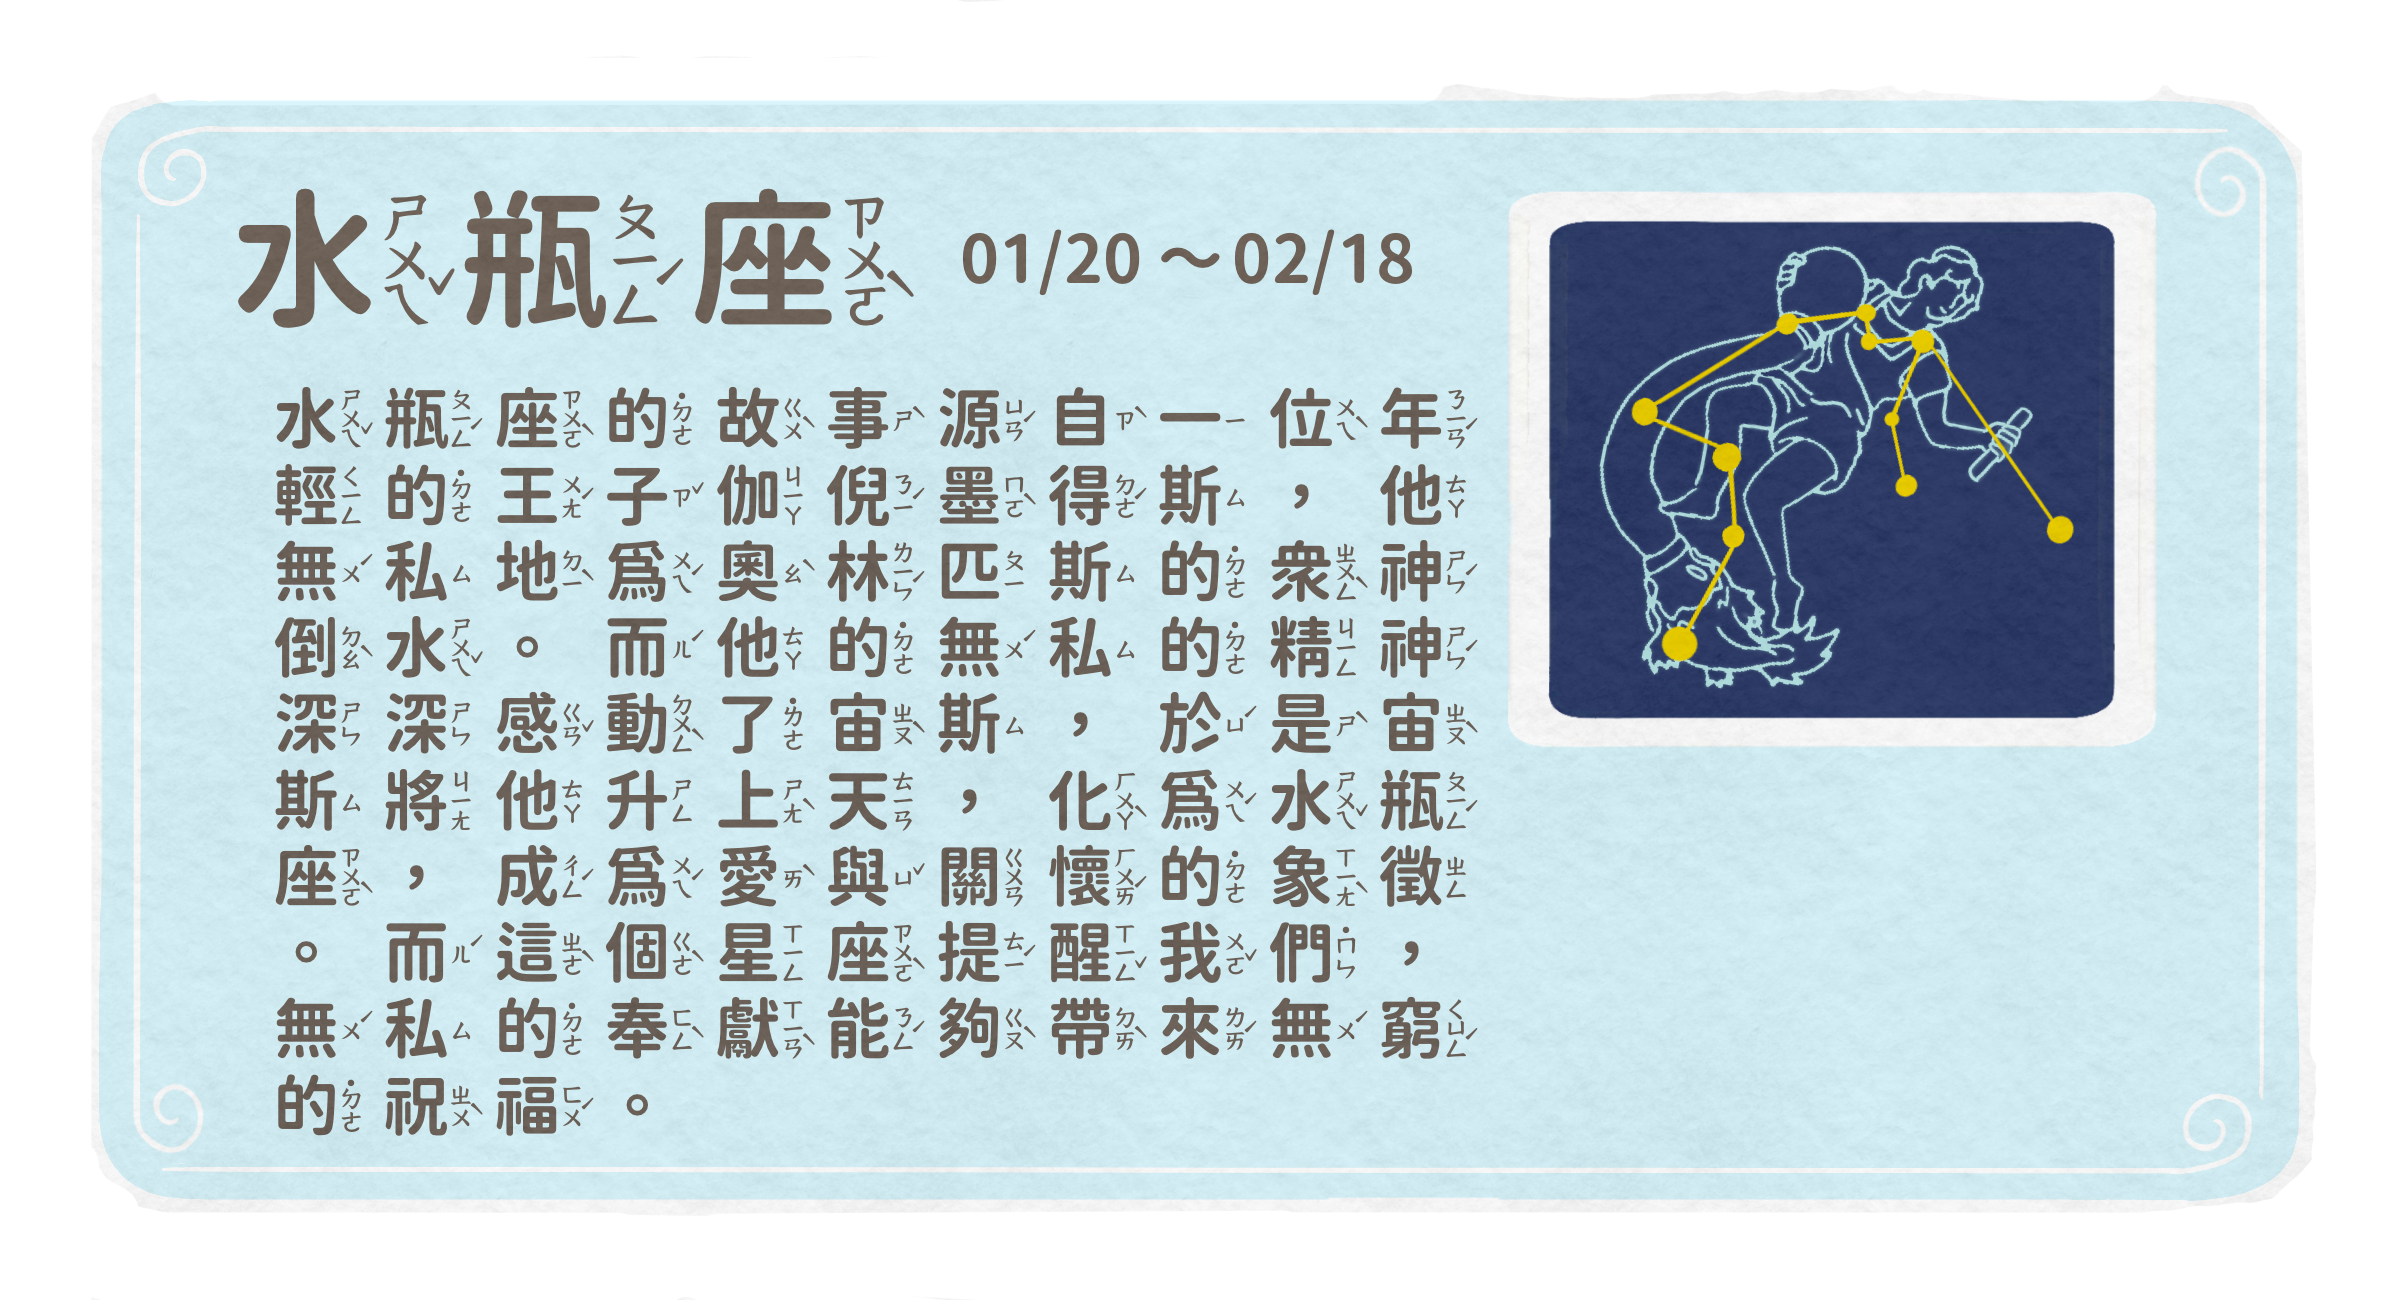 水瓶座 01/20～02/18
水瓶座的故事源自一位年
輕的王子伽倪墨得斯，他
無私地為奧林匹斯的眾神
倒水。而他的無私的精神
深深感動了宙斯，於是宙
斯將他升上天，化為水瓶
座，成為愛與關懷的象徵
。而這個星座提醒我們，
無私的奉獻能夠帶來無窮
的祝福。